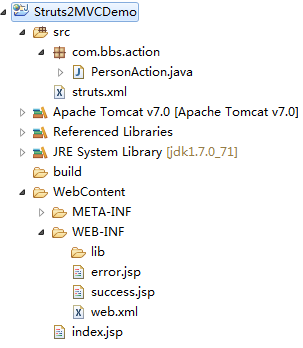 Struts2MVCDemo
src
com.bbs.action
PersonAction.java
struts.xml
Apache Tomcat v7.0 [Apache Tomcat v7.0]
Referenced Libraries
JRE System Library [jdk1.7.0_71]
build
WebContent
META-INF
WEB-INF
lib
error.jsp
success.jsp
web.xml
index.jsp